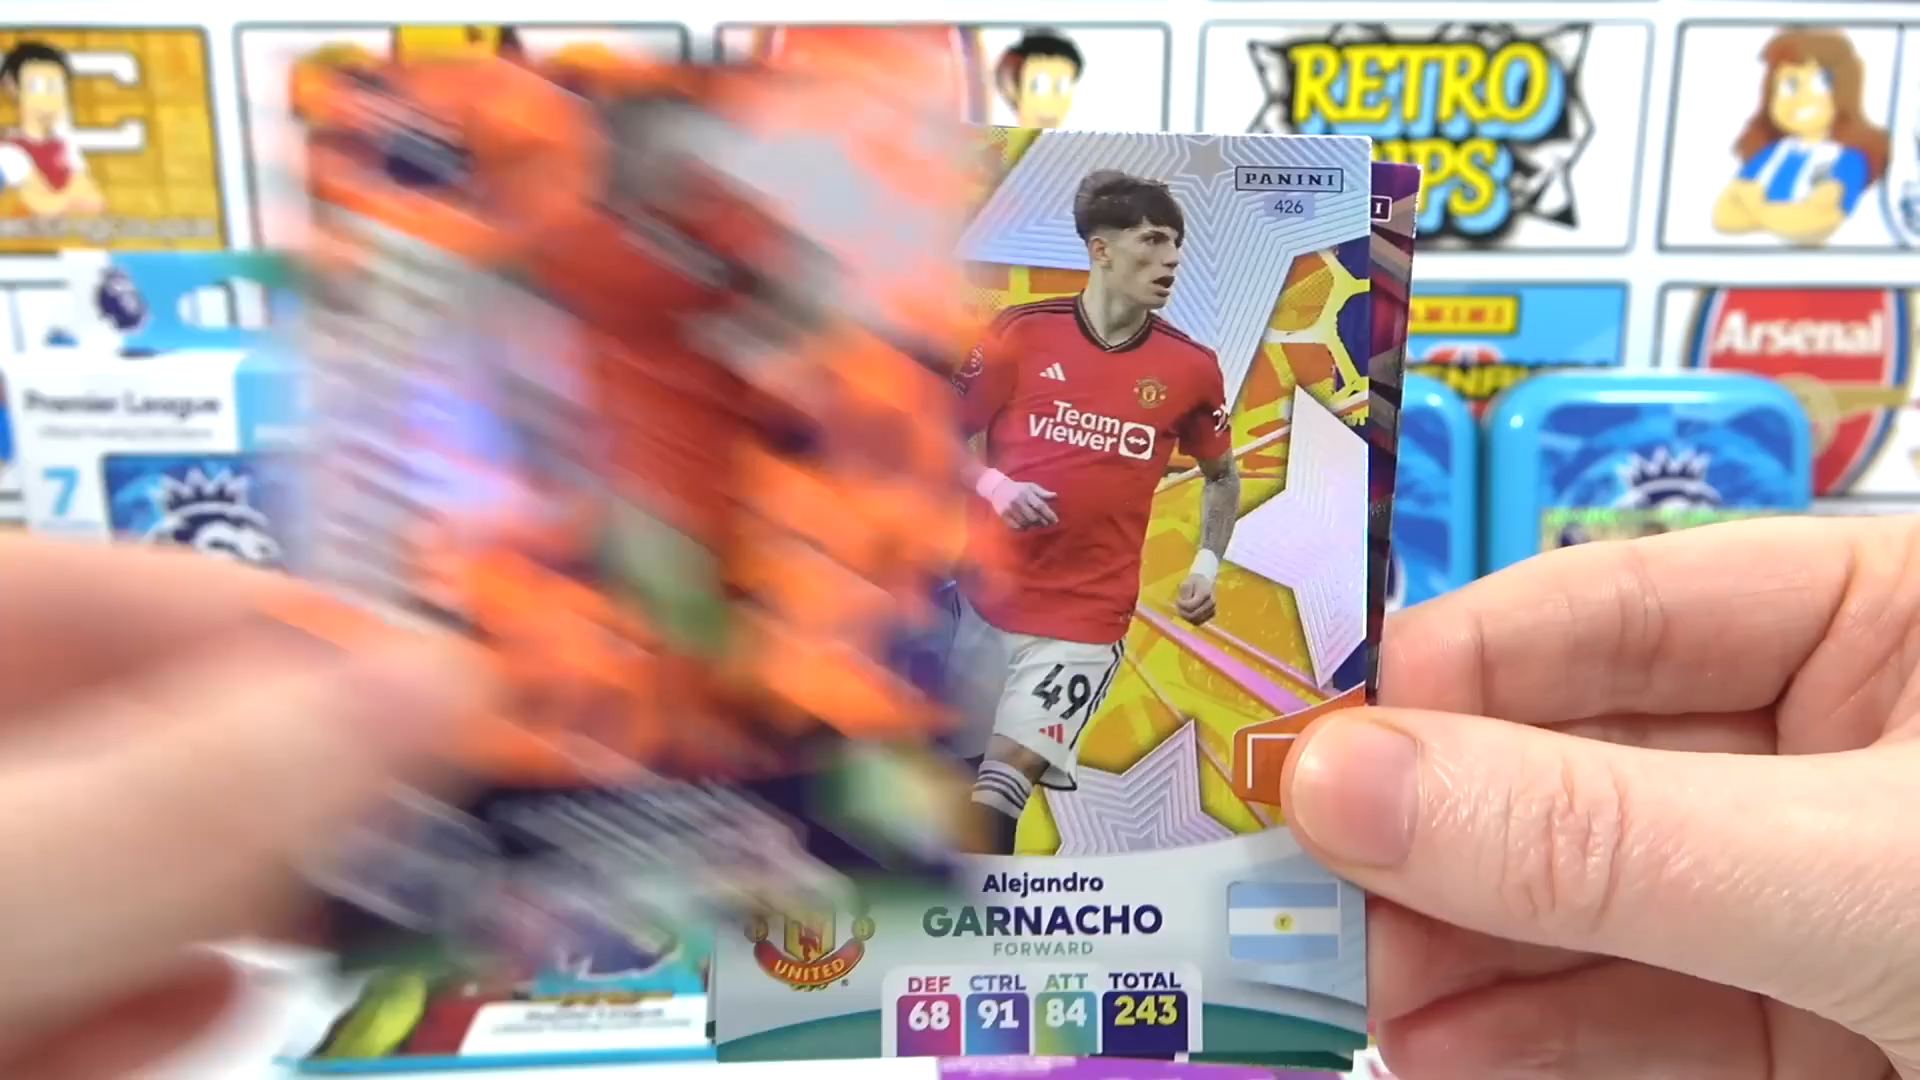 RETRO
PANINI
426
Arsenal
Premier League
7
Team
Viewer
49
Alejandro
GARNACHO
FORWARD
UNITED
DEF CTRL ATT TOTAL
68 91 84 243